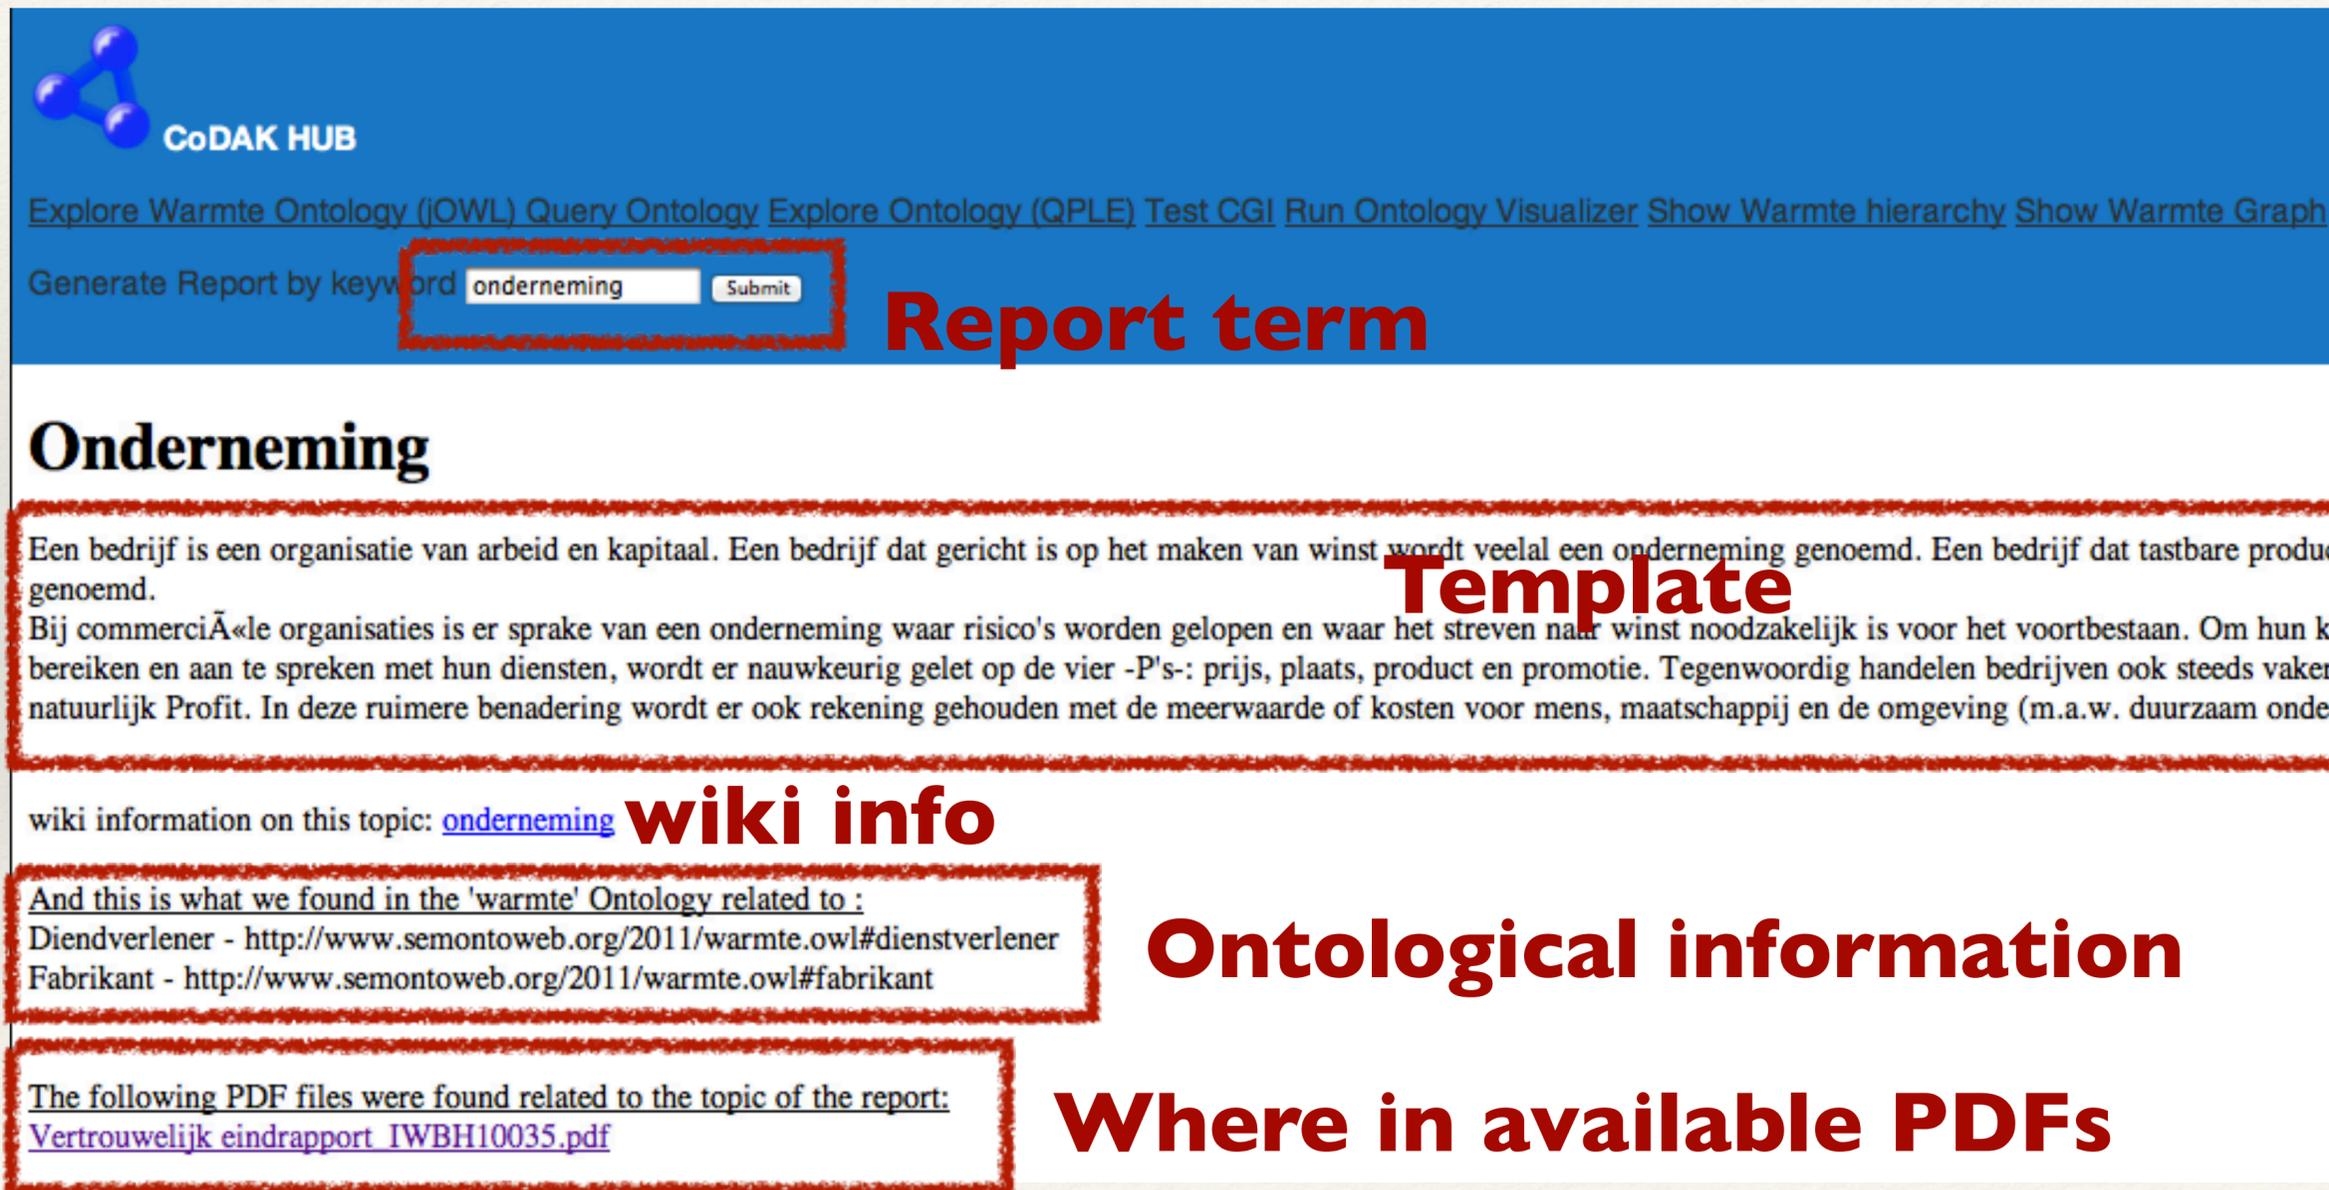 CoDAK HUB
Explore Warmte Ontology (jOWL) Query Ontology Explore Ontology (QPLE) Test CGI Run Ontology Visualizer Show Warmte hierarchy Show Warmte Graph
Generate Report by keyword onderneming Submit
Report term
Onderneming
Een bedrijf is een organisatie van arbeid en kapitaal. Een bedrijf dat gericht is op het maken van winst wordt veelal een onderneming genoemd. Een bedrijf dat tastbare produc
genoemd.
Template
Bij commerciÃ«le organisaties is er sprake van een onderneming waar risico's worden gelopen en waar het streven naar winst noodzakelijk is voor het voortbestaan. Om hun k
bereiken en aan te spreken met hun diensten, wordt er nauwkeurig gelet op de vier -P's-: prijs, plaats, product en promotie. Tegenwoordig handelen bedrijven ook steeds vaker
natuurlijk Profit. In deze ruimere benadering wordt er ook rekening gehouden met de meerwaarde of kosten voor mens, maatschappij en de omgeving (m.a.w. duurzaam onde
wiki information on this topic: onderneming
wiki info
And this is what we found in the 'warmte' Ontology related to :
Diendverlener - http://www.semontoweb.org/2011/warmte.owl#dienstverlener
Fabrikant - http://www.semontoweb.org/2011/warmte.owl#fabrikant
Ontological information
The following PDF files were found related to the topic of the report:
Vertrouwelijk eindrapport_IWBH10035.pdf
Where in available PDFs